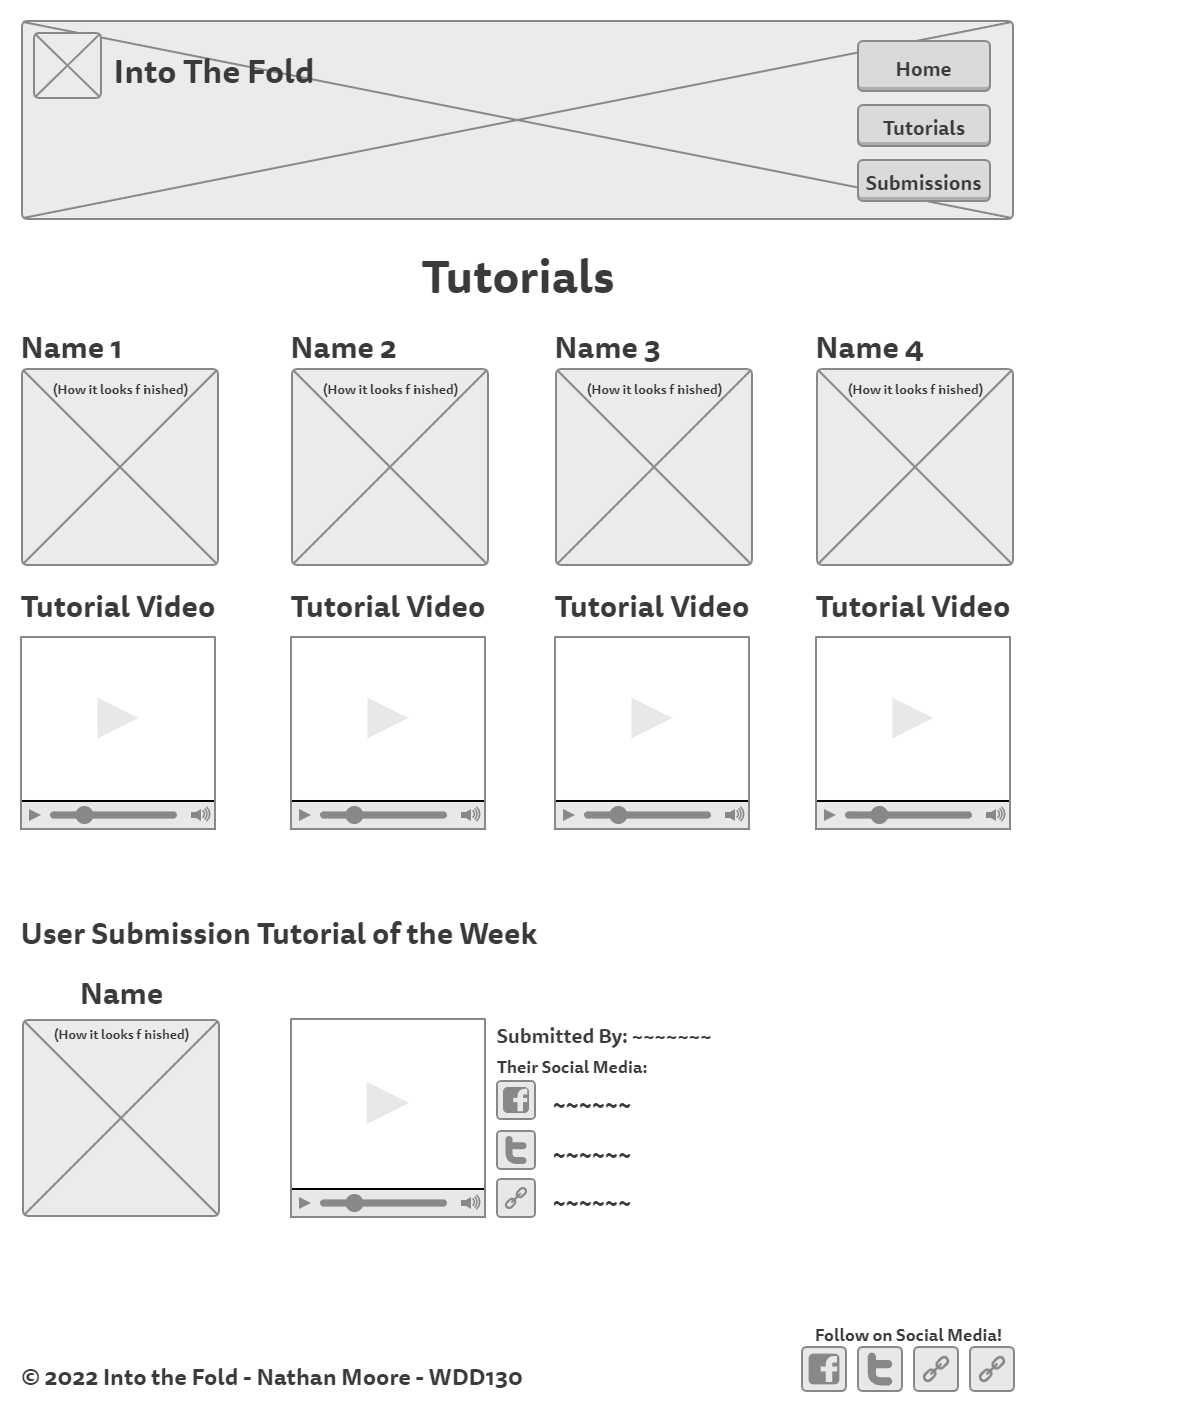 Into The Fold
Home
Tutorials
Submissions
Tutorials
Name 1
Name 2
Name 3
Name 4
(How it looks finished)
(How it looks finished)
(How it looks finished)
(How it looks finished)
Tutorial Video
Tutorial Video
Tutorial Video
Tutorial Video
User Submission Tutorial of the Week
Name
(How it looks finished)
Submitted By: ~~~~~~~
Their Social Media:
~~~~~~
~~~~~~
~~~~~~
Follow on Social Media!
© 2022 Into the Fold - Nathan Moore - WDD130